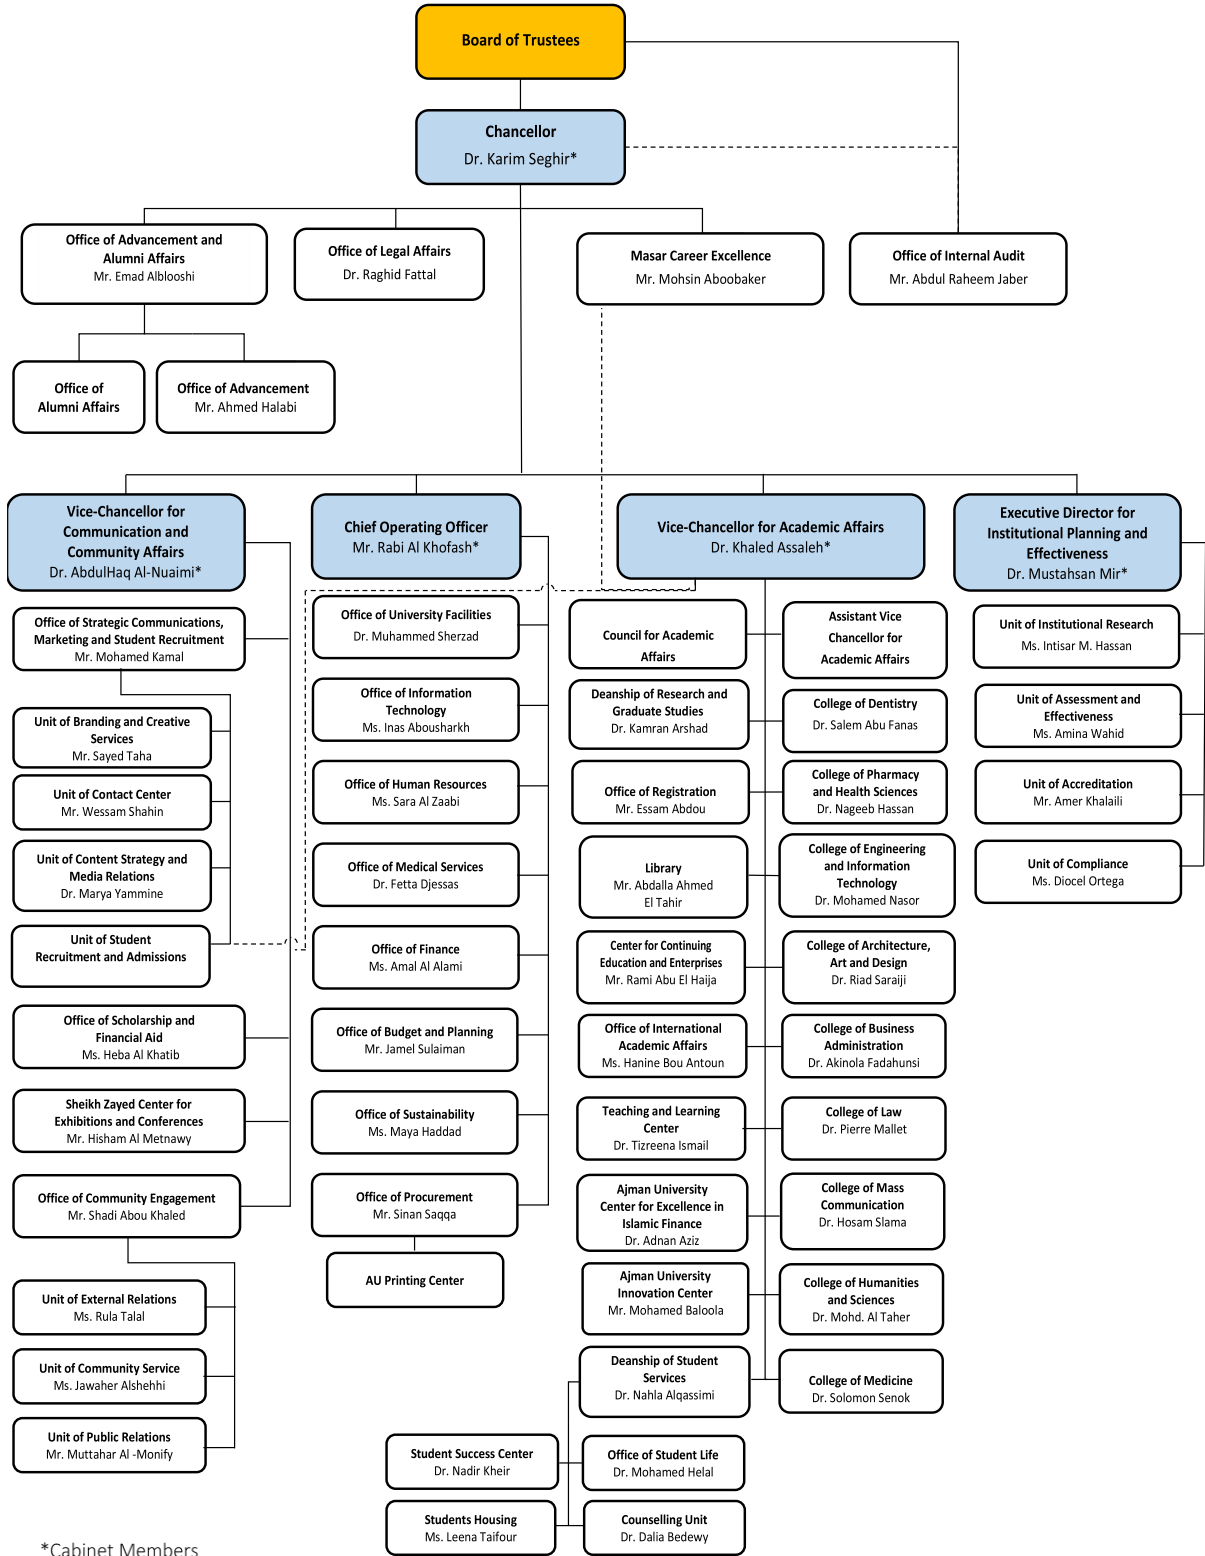 Board of Trustees
Chancellor
Dr. Karim Seghir*
Office of Advancement and
Alumni Affairs
Mr. Emad Alblooshi
Office of Legal Affairs
Dr. Raghid Fattal
Masar Career Excellence
Mr. Mohsin Aboobaker
Office of Internal Audit
Mr. Abdul Raheem Jaber
Office of
Alumni Affairs
Office of Advancement
Mr. Ahmed Halabi
Vice-Chancellor for
Communication and
Community Affairs
Dr. AbdulHaq Al-Nuaimi*
Chief Operating Officer
Mr. Rabi Al Khofash*
Vice-Chancellor for Academic Affairs
Dr. Khaled Assaleh*
Executive Director for
Institutional Planning and
Effectiveness
Dr. Mustahsan Mir*
Office of Strategic Communications,
Marketing and Student Recruitment
Mr. Mohamed Kamal
Unit of Branding and Creative
Services
Mr. Sayed Taha
Unit of Contact Center
Mr. Wessam Shahin
Unit of Content Strategy and
Media Relations
Dr. Marya Yammine
Unit of Student
Recruitment and Admissions
Office of Scholarship and
Financial Aid
Ms. Heba Al Khatib
Sheikh Zayed Center for
Exhibitions and Conferences
Mr. Hisham Al Metnawy
Office of Community Engagement
Mr. Shadi Abou Khaled
Unit of External Relations
Ms. Rula Talal
Unit of Community Service
Ms. Jawaher Alshehhi
Unit of Public Relations
Mr. Muttahar Al -Monify
Office of University Facilities
Dr. Muhammed Sherzad
Office of Information
Technology
Ms. Inas Abousharkh
Office of Human Resources
Ms. Sara Al Zaabi
Office of Medical Services
Dr. Fetta Djessas
Office of Finance
Ms. Amal Al Alami
Office of Budget and Planning
Mr. Jamel Sulaiman
Office of Sustainability
Ms. Maya Haddad
Office of Procurement
Mr. Sinan Saqqa
AU Printing Center
Council for Academic
Affairs
Deanship of Research and
Graduate Studies
Dr. Kamran Arshad
Office of Registration
Mr. Essam Abdou
Library
Mr. Abdalla Ahmed
El Tahir
Center for Continuing
Education and Enterprises
Mr. Rami Abu El Haija
Office of International
Academic Affairs
Ms. Hanine Bou Antoun
Teaching and Learning
Center
Dr. Tizreena Ismail
Ajman University
Center for Excellence in
Islamic Finance
Dr. Adnan Aziz
Ajman University
Innovation Center
Mr. Mohamed Baloola
Deanship of Student
Services
Dr. Nahla Alqassimi
Assistant Vice
Chancellor for
Academic Affairs
College of Dentistry
Dr. Salem Abu Fanas
College of Pharmacy
and Health Sciences
Dr. Nageeb Hassan
College of Engineering
and Information
Technology
Dr. Mohamed Nasor
College of Architecture,
Art and Design
Dr. Riad Saraiji
College of Business
Administration
Dr. Akinola Fadahunsi
College of Law
Dr. Pierre Mallet
College of Mass
Communication
Dr. Hosam Slama
College of Humanities
and Sciences
Dr. Mohd. Al Taher
College of Medicine
Dr. Solomon Senok
Student Success Center
Dr. Nadir Kheir
Office of Student Life
Dr. Mohamed Helal
Students Housing
Ms. Leena Taifour
Counselling Unit
Dr. Dalia Bedewy
Unit of Institutional Research
Ms. Intisar M. Hassan
Unit of Assessment and
Effectiveness
Ms. Amina Wahid
Unit of Accreditation
Mr. Amer Khalaili
Unit of Compliance
Ms. Diocel Ortega
*Cabinet Members